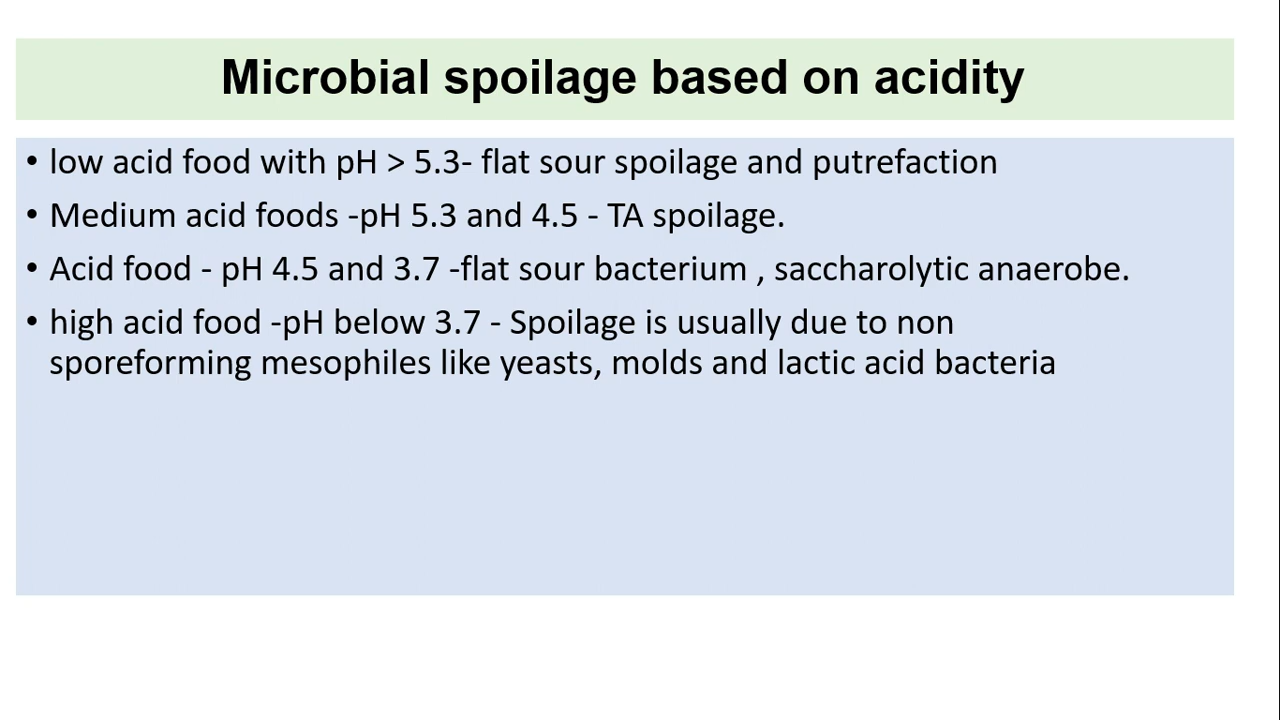 Microbial spoilage based on acidity
• low acid food with pH > 5.3- flat sour spoilage and putrefaction
• Medium acid foods -pH 5.3 and 4.5 - TA spoilage.
• Acid food - pH 4.5 and 3.7 -flat sour bacterium , saccharolytic anaerobe.
• high acid food -pH below 3.7 - Spoilage is usually due to non
sporeforming mesophiles like yeasts, molds and lactic acid bacteria